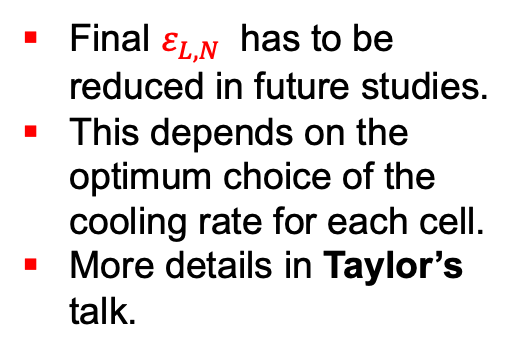 ▪ Final ε_{L,N} has to be
reduced in future studies.
▪ This depends on the
optimum choice of the
cooling rate for each cell.
▪ More details in Taylor's
talk.